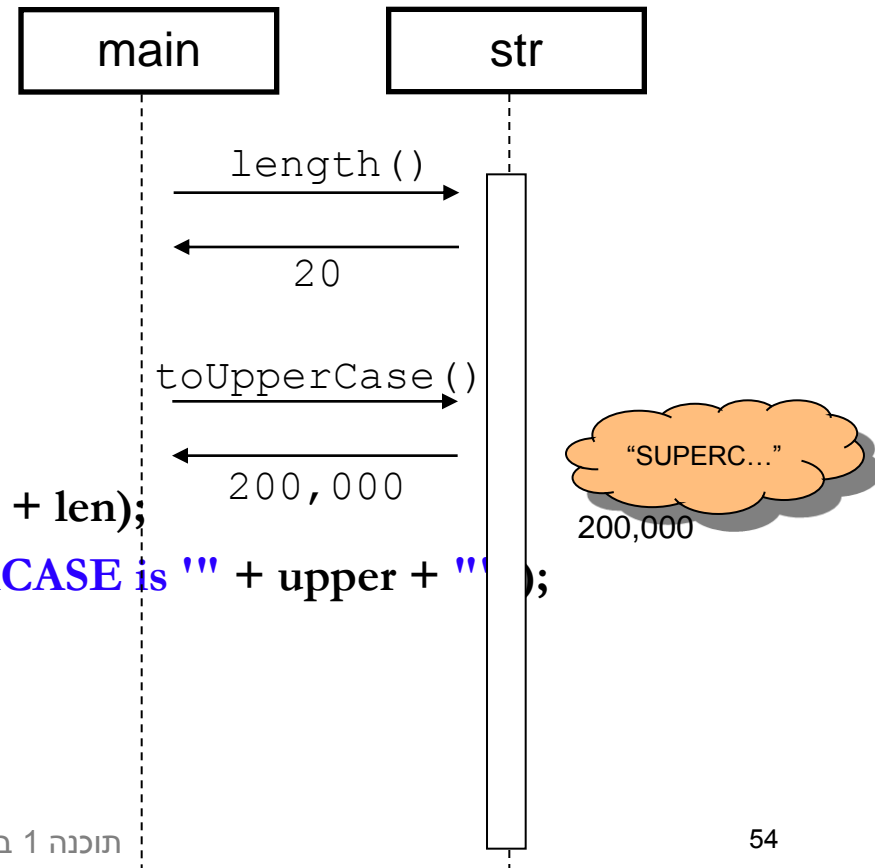 main str
length()
20
toUpperCase()
"SUPERC…"
200,000
+ len);
200,000
CASE is '" + upper + "' );
תוכנה 1 ב
54